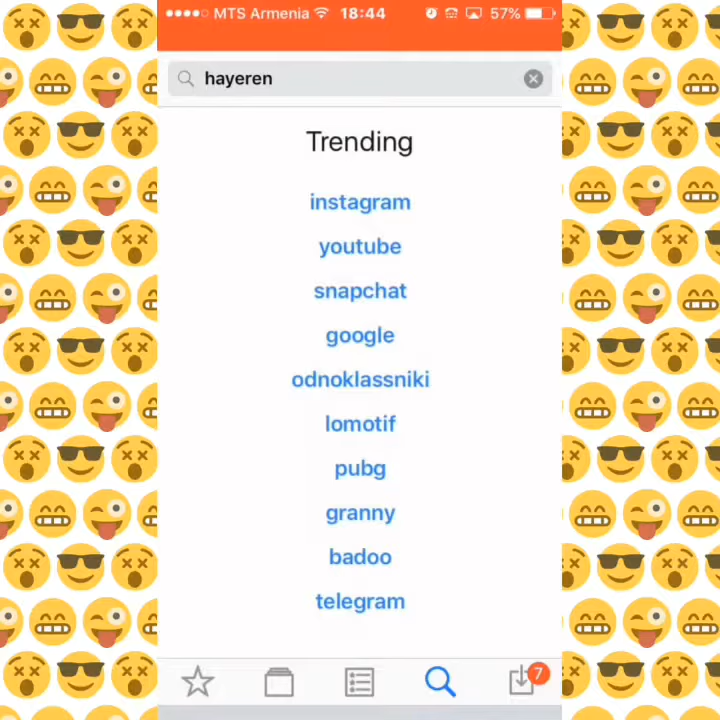 MTS Armenia 18:44 57%
hayeren
Trending
instagram
youtube
snapchat
google
odnoklassniki
lomotif
pubg
granny
badoo
telegram
7